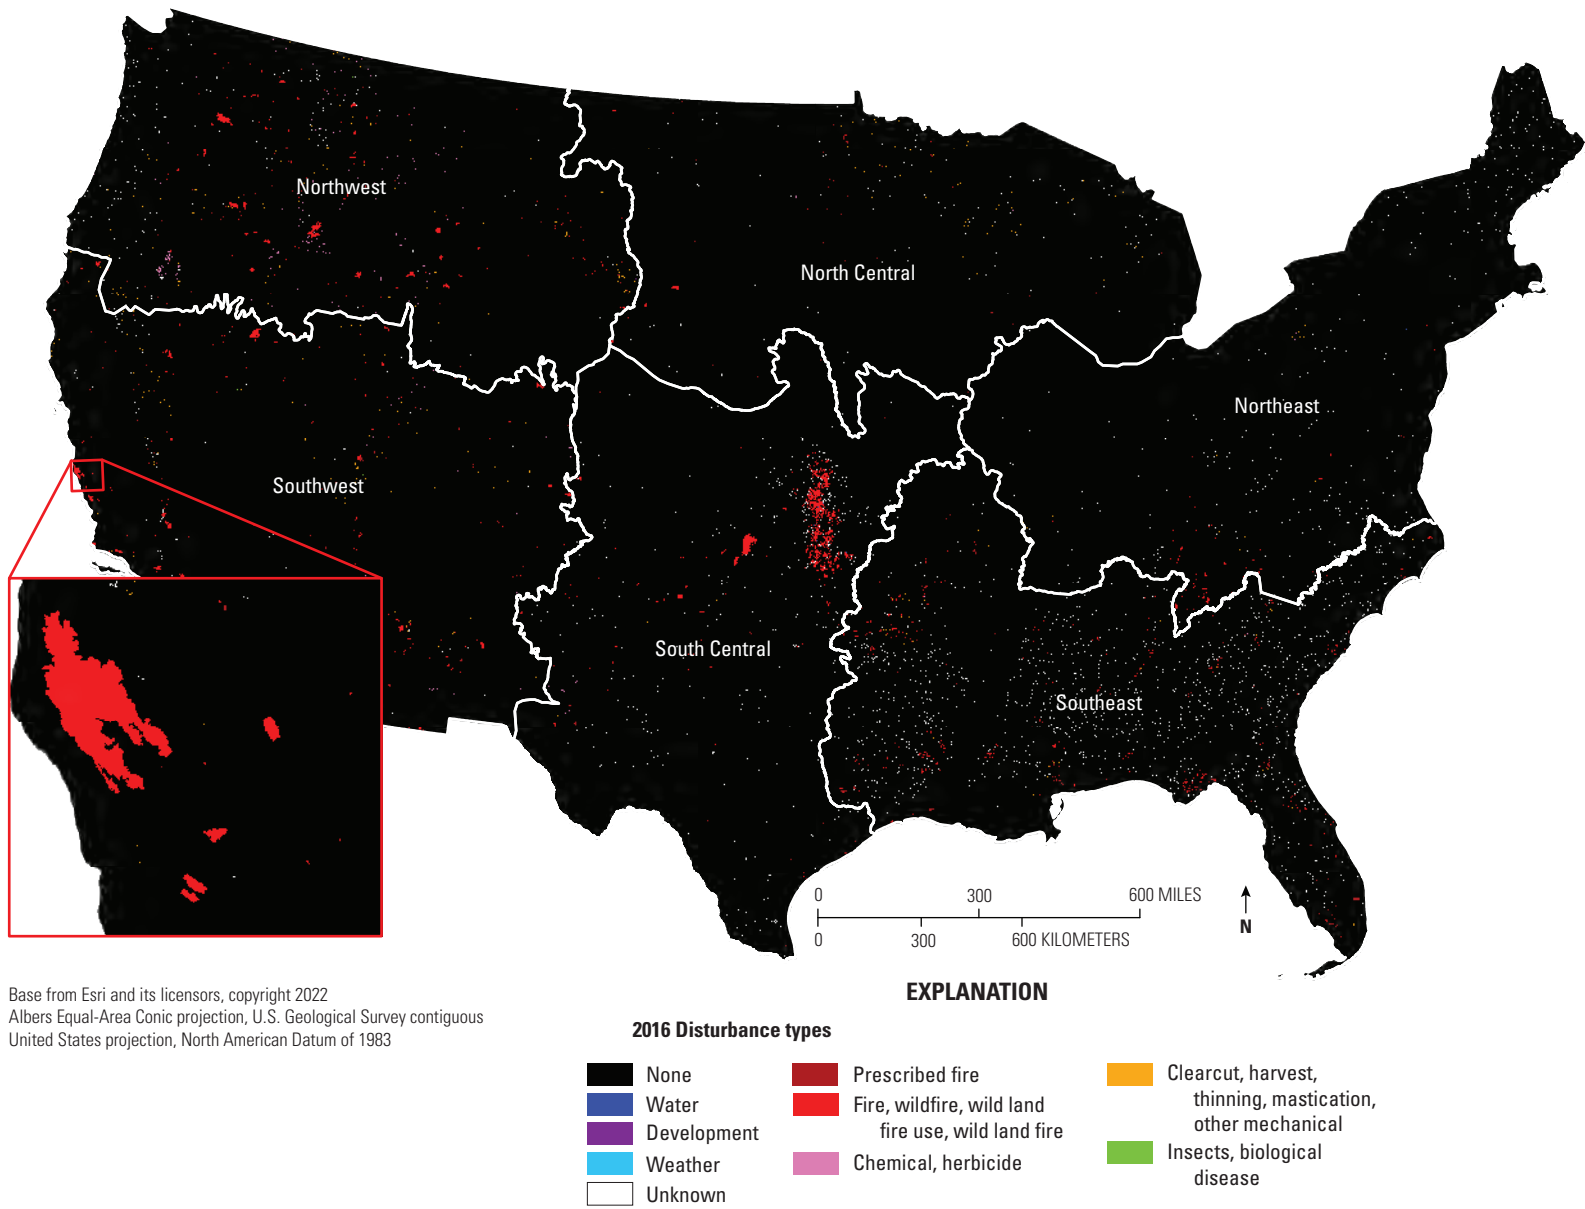 Northwest
North Central
Northeast
Southwest
South Central
Southeast
0 300 600 MILES
0 300 600 KILOMETERS
N
Base from Esri and its licensors, copyright 2022
Albers Equal-Area Conic projection, U.S. Geological Survey contiguous
United States projection, North American Datum of 1983
EXPLANATION
2016 Disturbance types
None
Water
Development
Weather
Unknown
Prescribed fire
Fire, wildfire, wild land
fire use, wild land fire
Chemical, herbicide
Clearcut, harvest,
thinning, mastication,
other mechanical
Insects, biological
disease